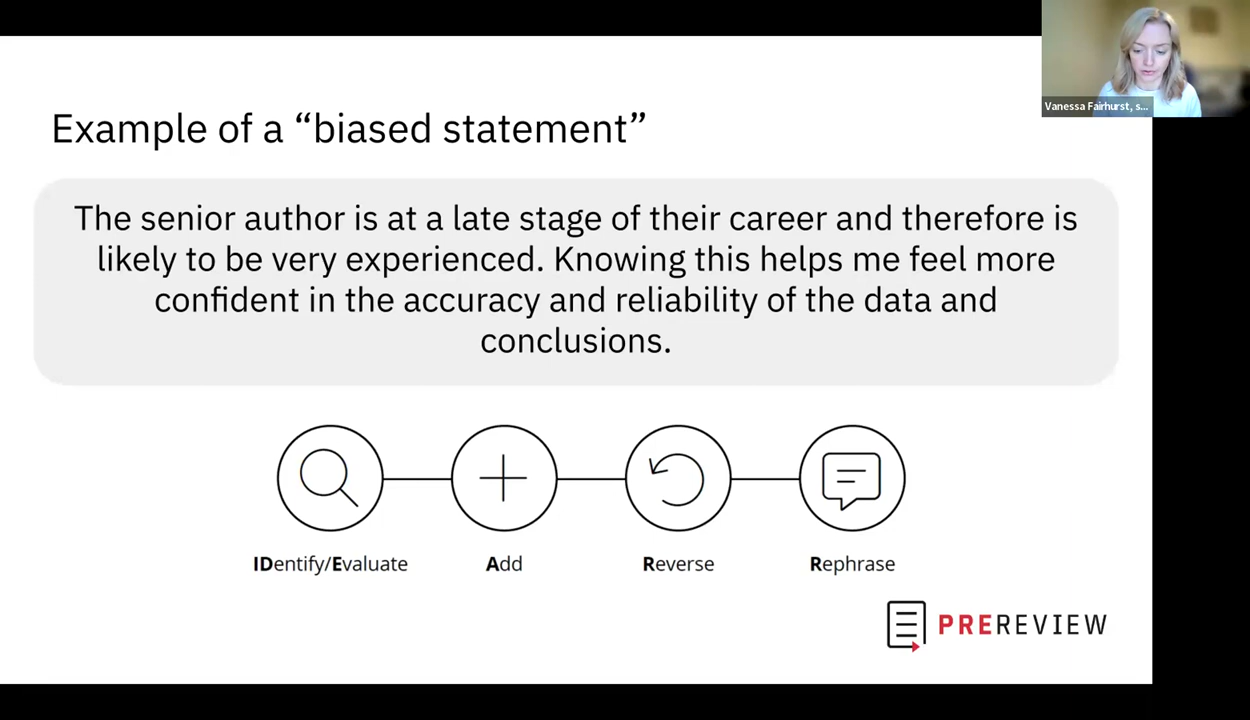 Vanessa Fairhurst, s...
Example of a “biased statement”
The senior author is at a late stage of their career and therefore is
likely to be very experienced. Knowing this helps me feel more
confident in the accuracy and reliability of the data and
conclusions.
IDentify/Evaluate
Add
Reverse
Rephrase
PREREVIEW